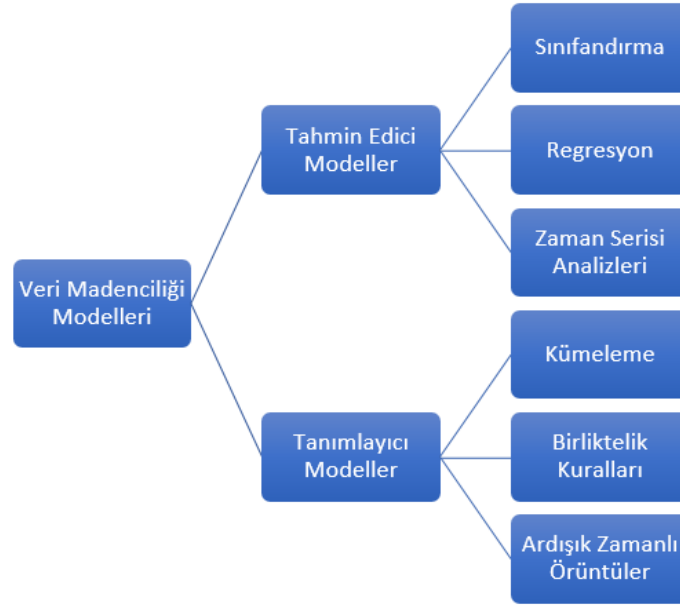 Veri Madenciliği
Modelleri
Tahmin Edici
Modeller
Sınıfandırma
Regresyon
Zaman Serisi
Analizleri
Tanımlayıcı
Modeller
Kümeleme
Birliktelik
Kuralları
Ardışık Zamanlı
Örüntüler